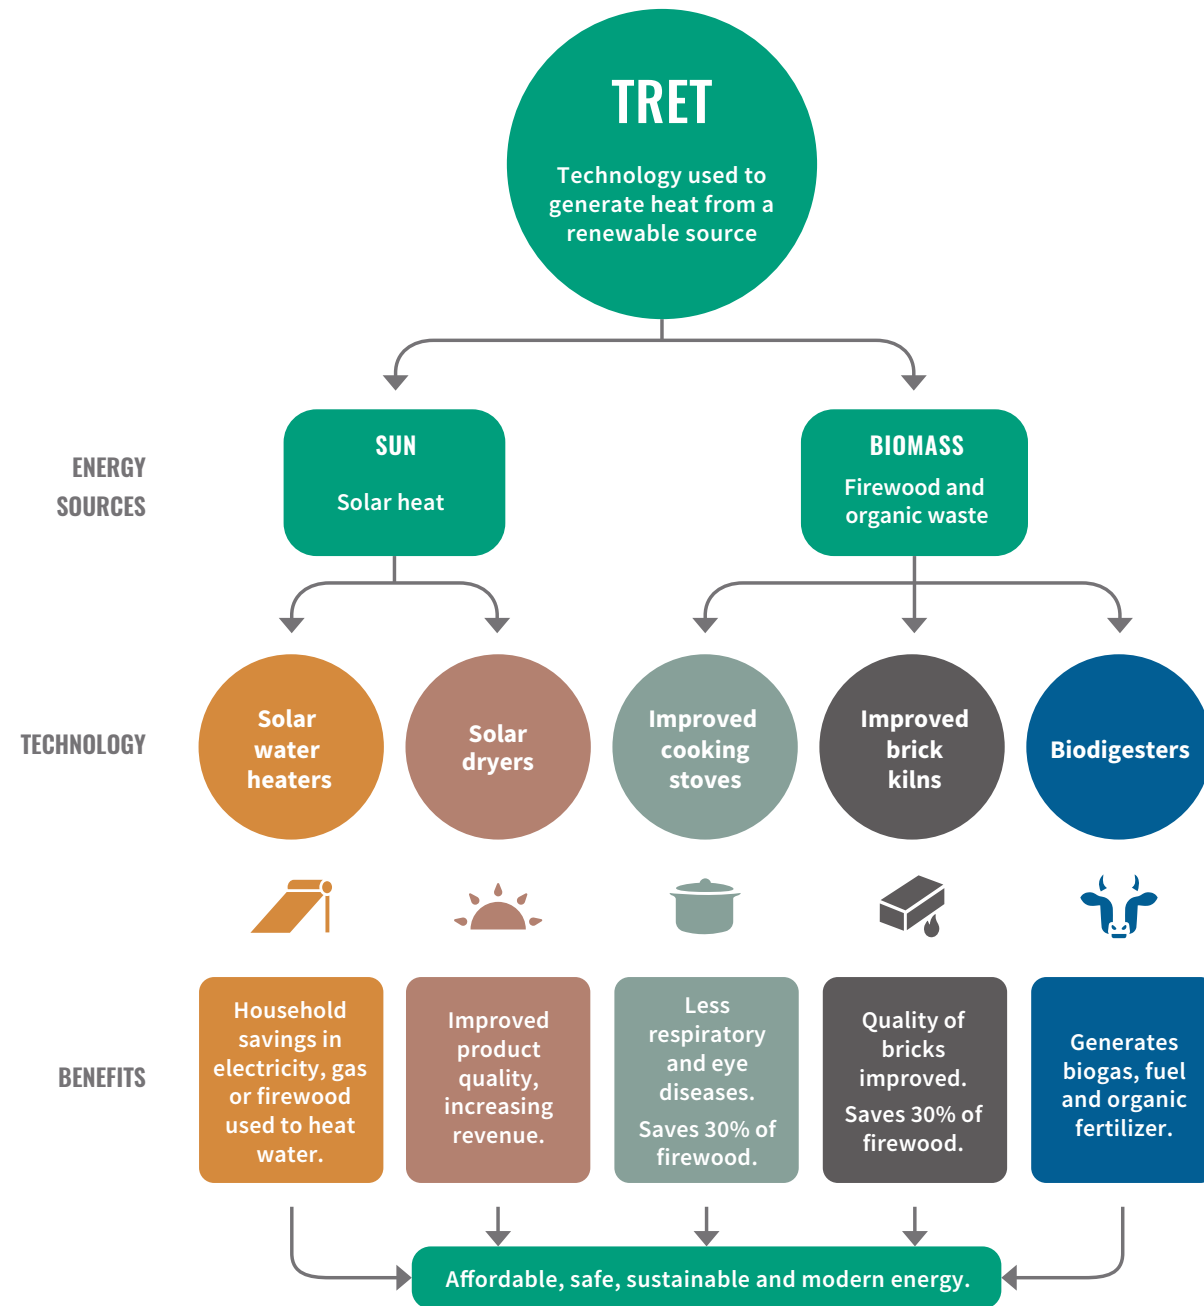 TRET
Technology used to
generate heat from a
renewable source
ENERGY
SOURCES
SUN
Solar heat
BIOMASS
Firewood and
organic waste
TECHNOLOGY
Solar
water
heaters
Solar
dryers
Improved
cooking
stoves
Improved
brick
kilns
Biodigesters
BENEFITS
Household
savings in
electricity, gas
or firewood
used to heat
water.
Improved
product
quality,
increasing
revenue.
Less
respiratory
and eye
diseases.
Saves 30% of
firewood.
Quality of
bricks
improved.
Saves 30% of
firewood.
Generates
biogas, fuel
and organic
fertilizer.
Affordable, safe, sustainable and modern energy.